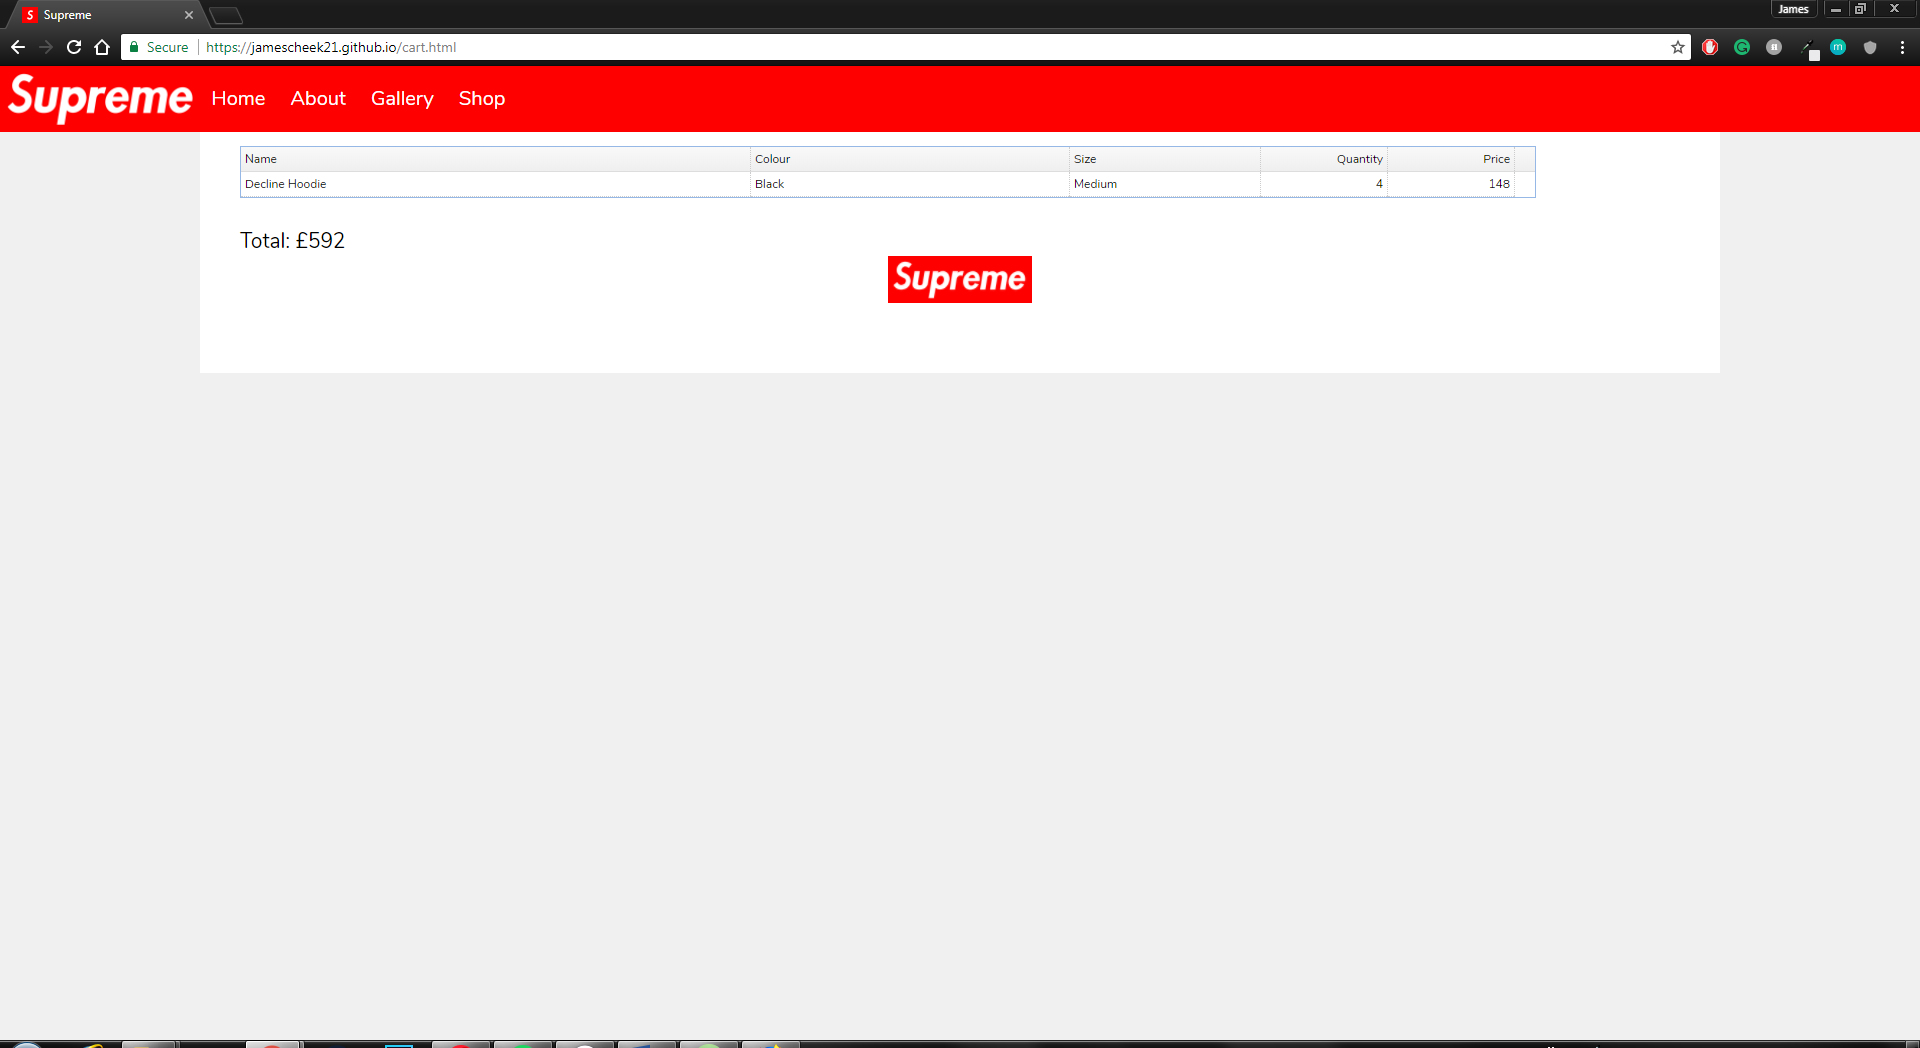 Supreme
James
Secure
https://jamescheek21.github.io/cart.html
Supreme Home About Gallery Shop
Name Colour Size Quantity Price
Decline Hoodie Black Medium 4 148
Total: £592
Supreme